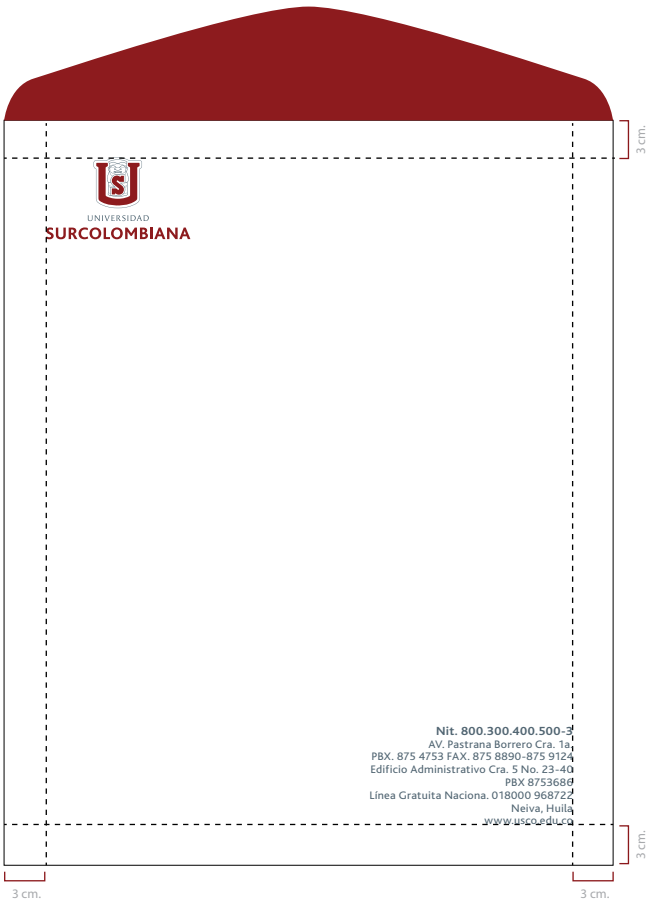 3 cm.
US
UNIVERSIDAD
SURCOLOMBIANA
Nit. 800.300.400.500-3
AV. Pastrana Borrero Cra. 1a.
PBX. 875 4753 FAX. 875 8890-875 9124
Edificio Administrativo Cra. 5 No. 23-40
PBX 8753686
Línea Gratuita Naciona. 018000 968722
Neiva, Huila
www.usco.edu.co
3 cm.
3 cm.
3 cm.